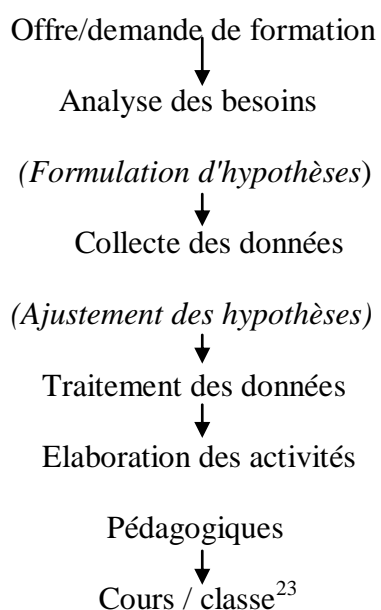 Offre/demande de formation
Analyse des besoins
(Formulation d'hypothèses)
Collecte des données
(Ajustement des hypothèses)
Traitement des données
Elaboration des activités
Pédagogiques
Cours / classe23